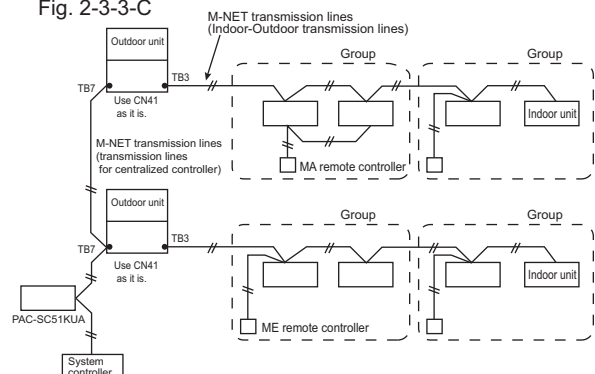 Fig. 2-3-3-C
M-NET transmission lines
(Indoor-Outdoor transmission lines)
Outdoor unit
TB7
TB3
Use CN41
as it is.
Group
Group
Indoor unit
MA remote controller
M-NET transmission lines
(transmission lines
for centralized controller)
Outdoor unit
TB7
TB3
Use CN41
as it is.
Group
Group
Indoor unit
ME remote controller
PAC-SC51KUA
System
controller